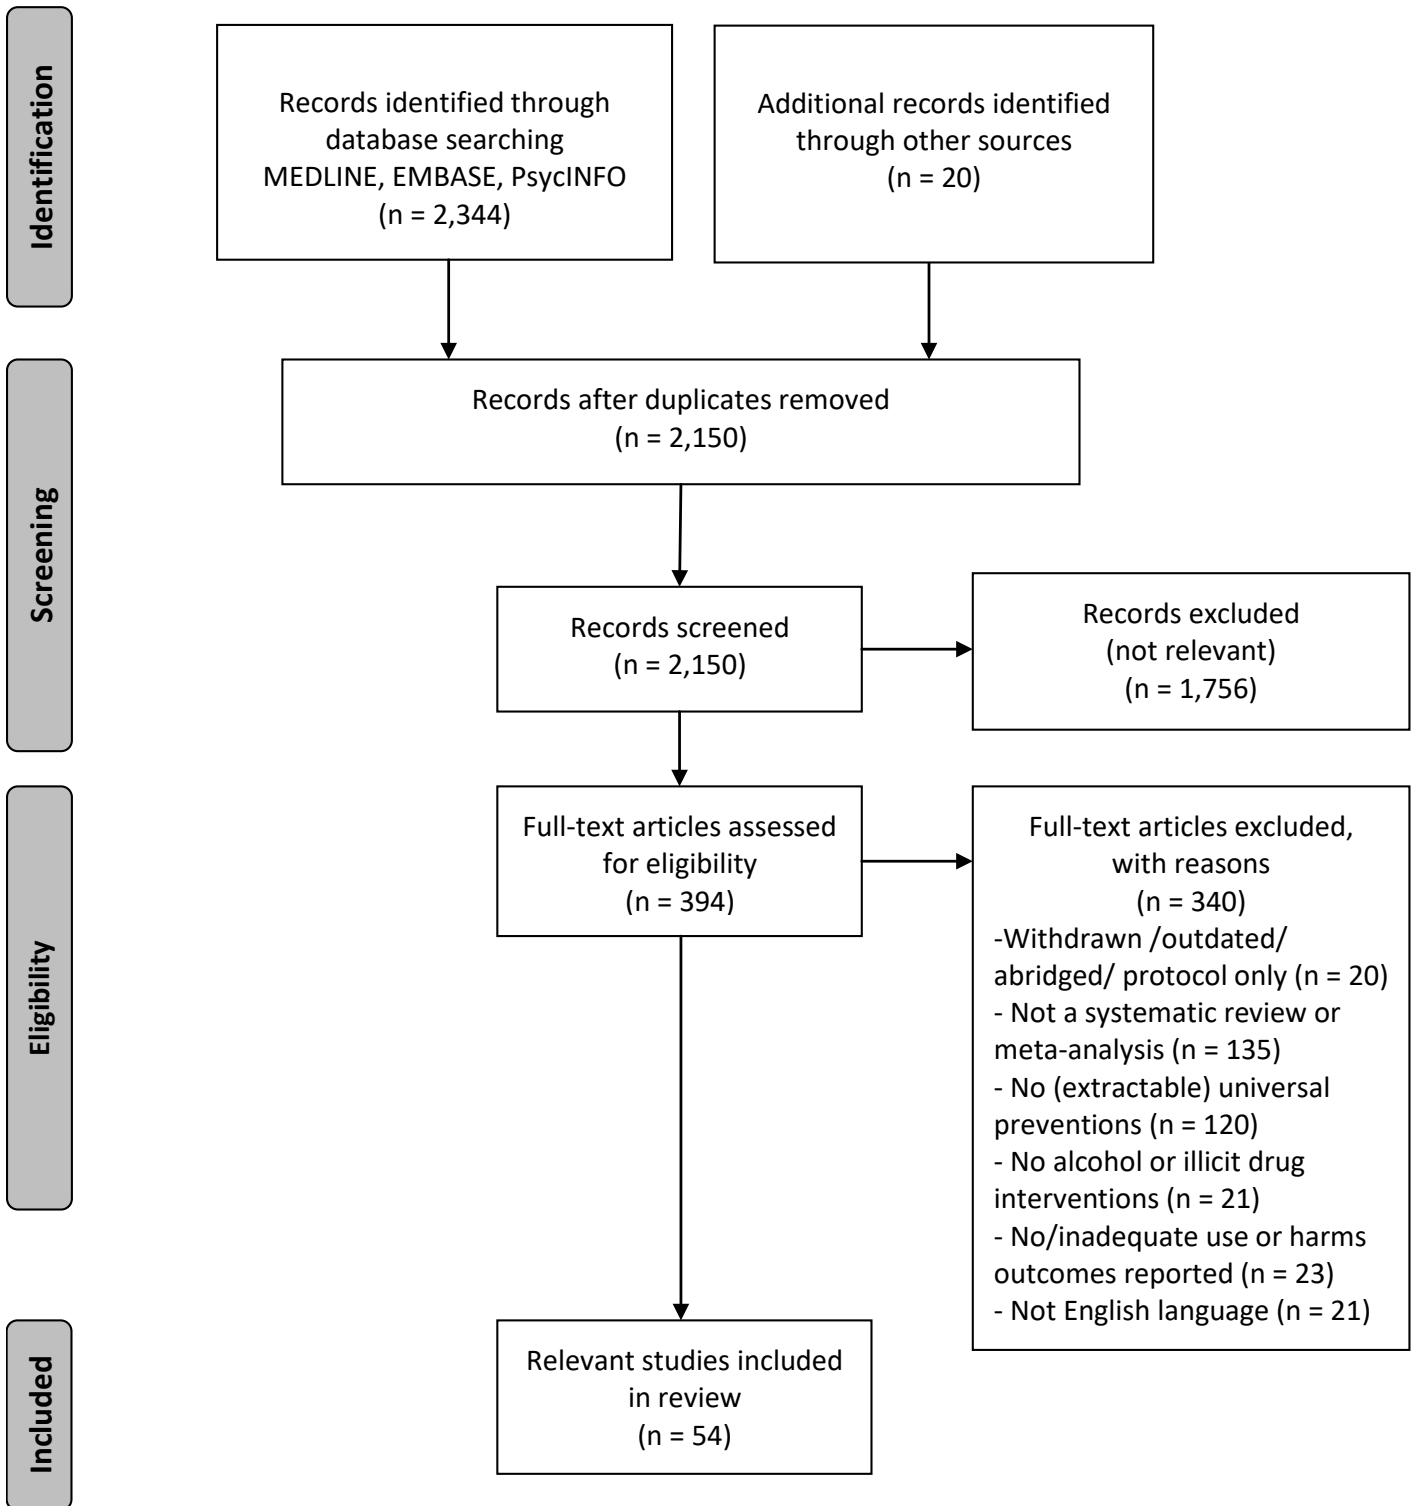 Identification
Records identified through
database searching
MEDLINE, EMBASE, PsycINFO
(n = 2,344)
Additional records identified
through other sources
(n = 20)
Screening
Records after duplicates removed
(n = 2,150)
Records screened
(n = 2,150)
Records excluded
(not relevant)
(n = 1,756)
Eligibility
Full-text articles assessed
for eligibility
(n = 394)
Full-text articles excluded,
with reasons
(n = 340)
-Withdrawn /outdated/
abridged/ protocol only (n = 20)
- Not a systematic review or
meta-analysis (n = 135)
- No (extractable) universal
preventions (n = 120)
- No alcohol or illicit drug
interventions (n = 21)
- No/inadequate use or harms
outcomes reported (n = 23)
- Not English language (n = 21)
Included
Relevant studies included
in review
(n = 54)